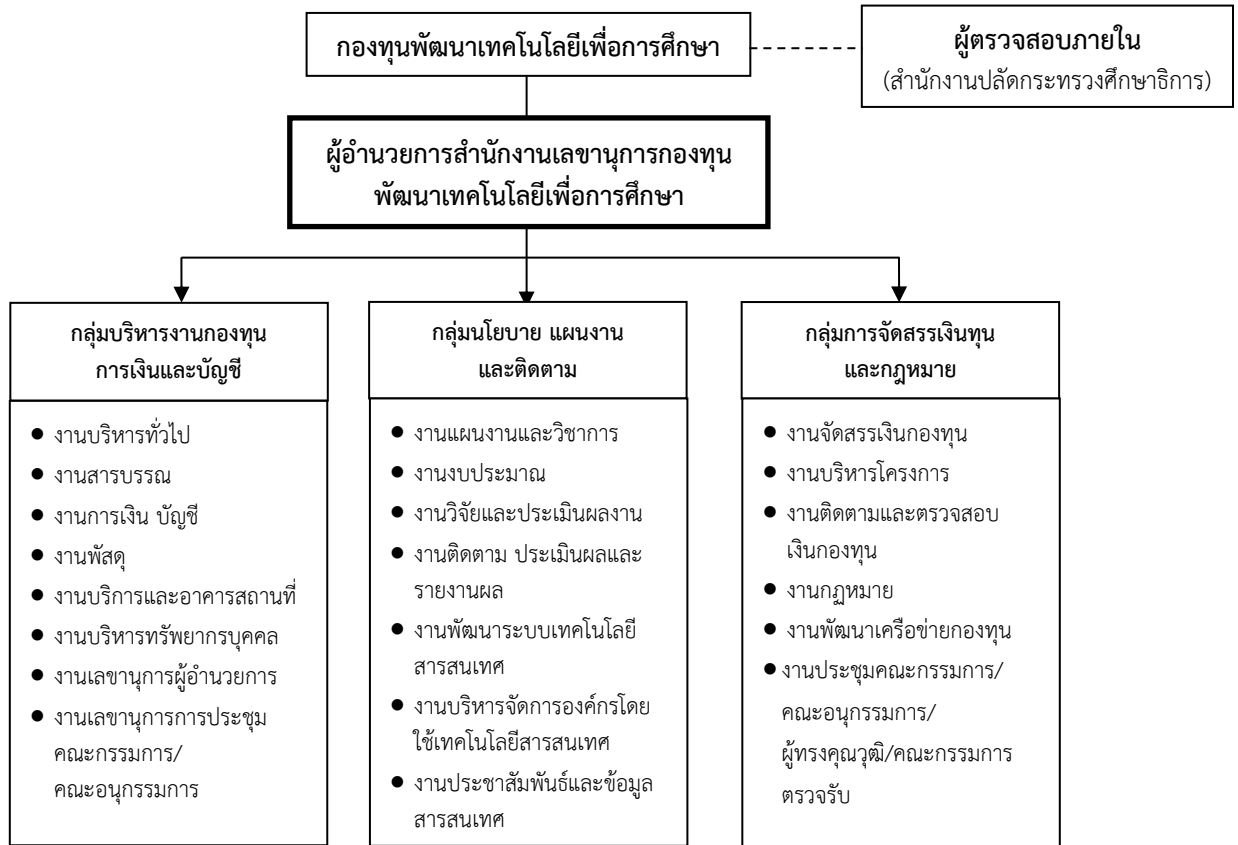 กองทุนพัฒนาเทคโนโลยีเพื่อการศึกษา
ผู้ตรวจสอบภายใน
(สำนักงานปลัดกระทรวงศึกษาธิการ)
ผู้อำนวยการสำนักงานเลขานุการกองทุน
พัฒนาเทคโนโลยีเพื่อการศึกษา
กลุ่มบริหารงานกองทุน
การเงินและบัญชี
● งานบริหารทั่วไป
● งานสารบรรณ
● งานการเงิน บัญชี
● งานพัสดุ
● งานบริการและอาคารสถานที่
● งานบริหารทรัพยากรบุคคล
● งานเลขานุการผู้อำนวยการ
● งานเลขานุการการประชุม
คณะกรรมการ/
คณะอนุกรรมการ
กลุ่มนโยบาย แผนงาน
และติดตาม
● งานแผนงานและวิชาการ
● งานงบประมาณ
● งานวิจัยและประเมินผลงาน
● งานติดตาม ประเมินผลและ
รายงานผล
● งานพัฒนาระบบเทคโนโลยี
สารสนเทศ
● งานบริหารจัดการองค์กรโดย
ใช้เทคโนโลยีสารสนเทศ
● งานประชาสัมพันธ์และข้อมูล
สารสนเทศ
กลุ่มการจัดสรรเงินทุน
และกฎหมาย
● งานจัดสรรเงินกองทุน
● งานบริหารโครงการ
● งานติดตามและตรวจสอบ
เงินกองทุน
● งานกฎหมาย
● งานพัฒนาเครือข่ายกองทุน
● งานประชุมคณะกรรมการ/
คณะอนุกรรมการ/
ผู้ทรงคุณวุฒิ/คณะกรรมการ
ตรวจรับ